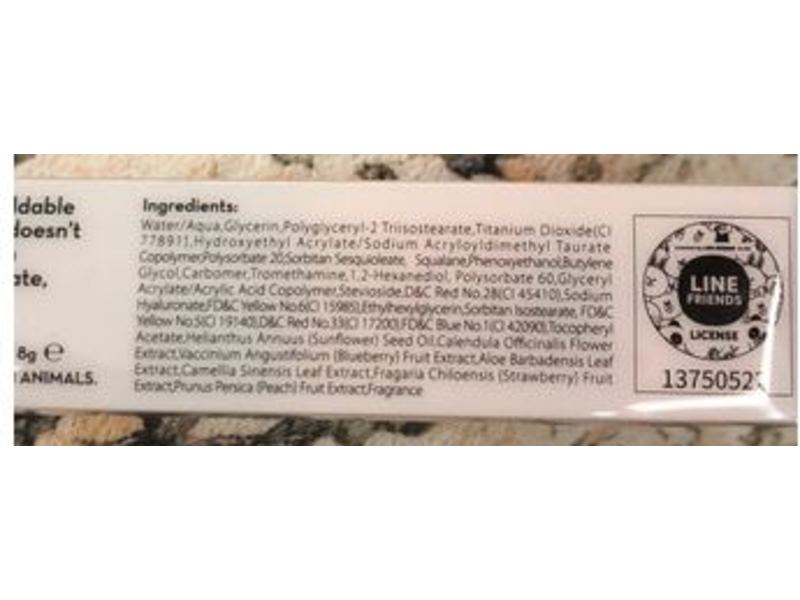 ldable
doesn't
ate,
8g ℮
ANIMALS.
Ingredients:
Water/Aqua,Glycerin,Polyglyceryl-2 Triisostearate,Titanium Dioxide(CI
77891),Hydroxyethyl Acrylate/Sodium Acryloyldimethyl Taurate
Copolymer,Polysorbate 20,Sorbitan Sesquioleate, Squalane,Phenoxyethanol,Butylene
Glycol,Carbomer,Tromethamine,1,2-Hexanediol, Polysorbate 60,Glyceryl
Acrylate/Acrylic Acid Copolymer,Stevioside,D&C Red No.28(CI 45410),Sodium
Hyaluronate,FD&C Yellow No.6(CI 15985),Ethylhexylglycerin,Sorbitan Isostearate, FD&C
Yellow No.5(CI 19140),D&C Red No.33(CI 17200),FD&C Blue No.1(CI 42090),Tocopheryl
Acetate,Helianthus Annuus (Sunflower) Seed Oil,Calendula Officinalis Flower
Extract,Vaccinium Angustifolium (Blueberry) Fruit Extract,Aloe Barbadensis Leaf
Extract,Camellia Sinensis Leaf Extract,Fragaria Chiloensis (Strawberry) Fruit
Extract,Prunus Persica (Peach) Fruit Extract,Fragrance
LINE
FRIENDS
LICENSE
1375052